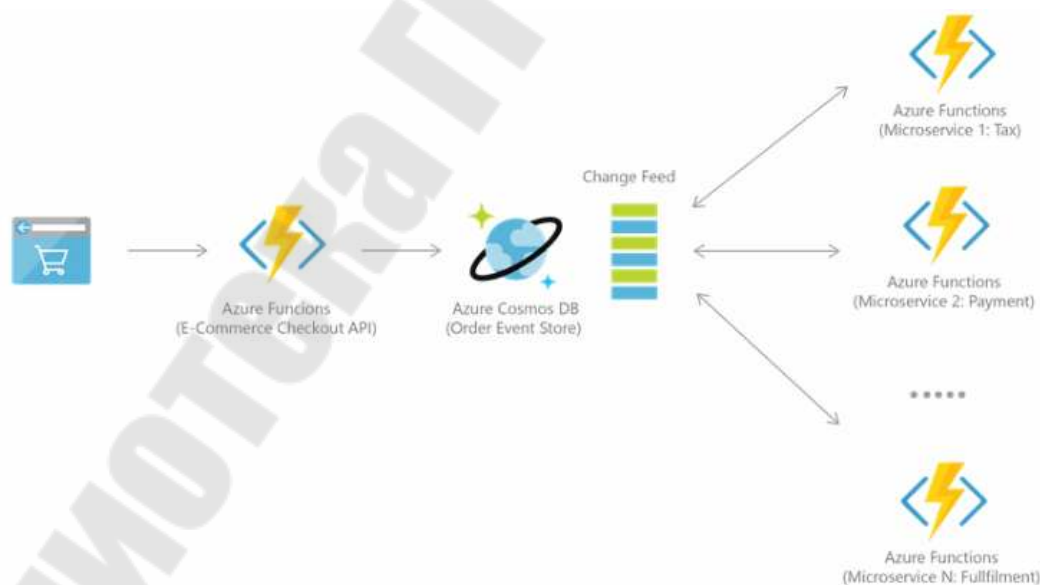 Azure Functions
(Microservice 1: Tax)
Change Feed
Azure Funcions
(E-Commerce Checkout API)
Azure Cosmos DB
(Order Event Store)
Azure Functions
(Microservice 2: Payment)
Azure Functions
(Microservice N: Fullfilment)